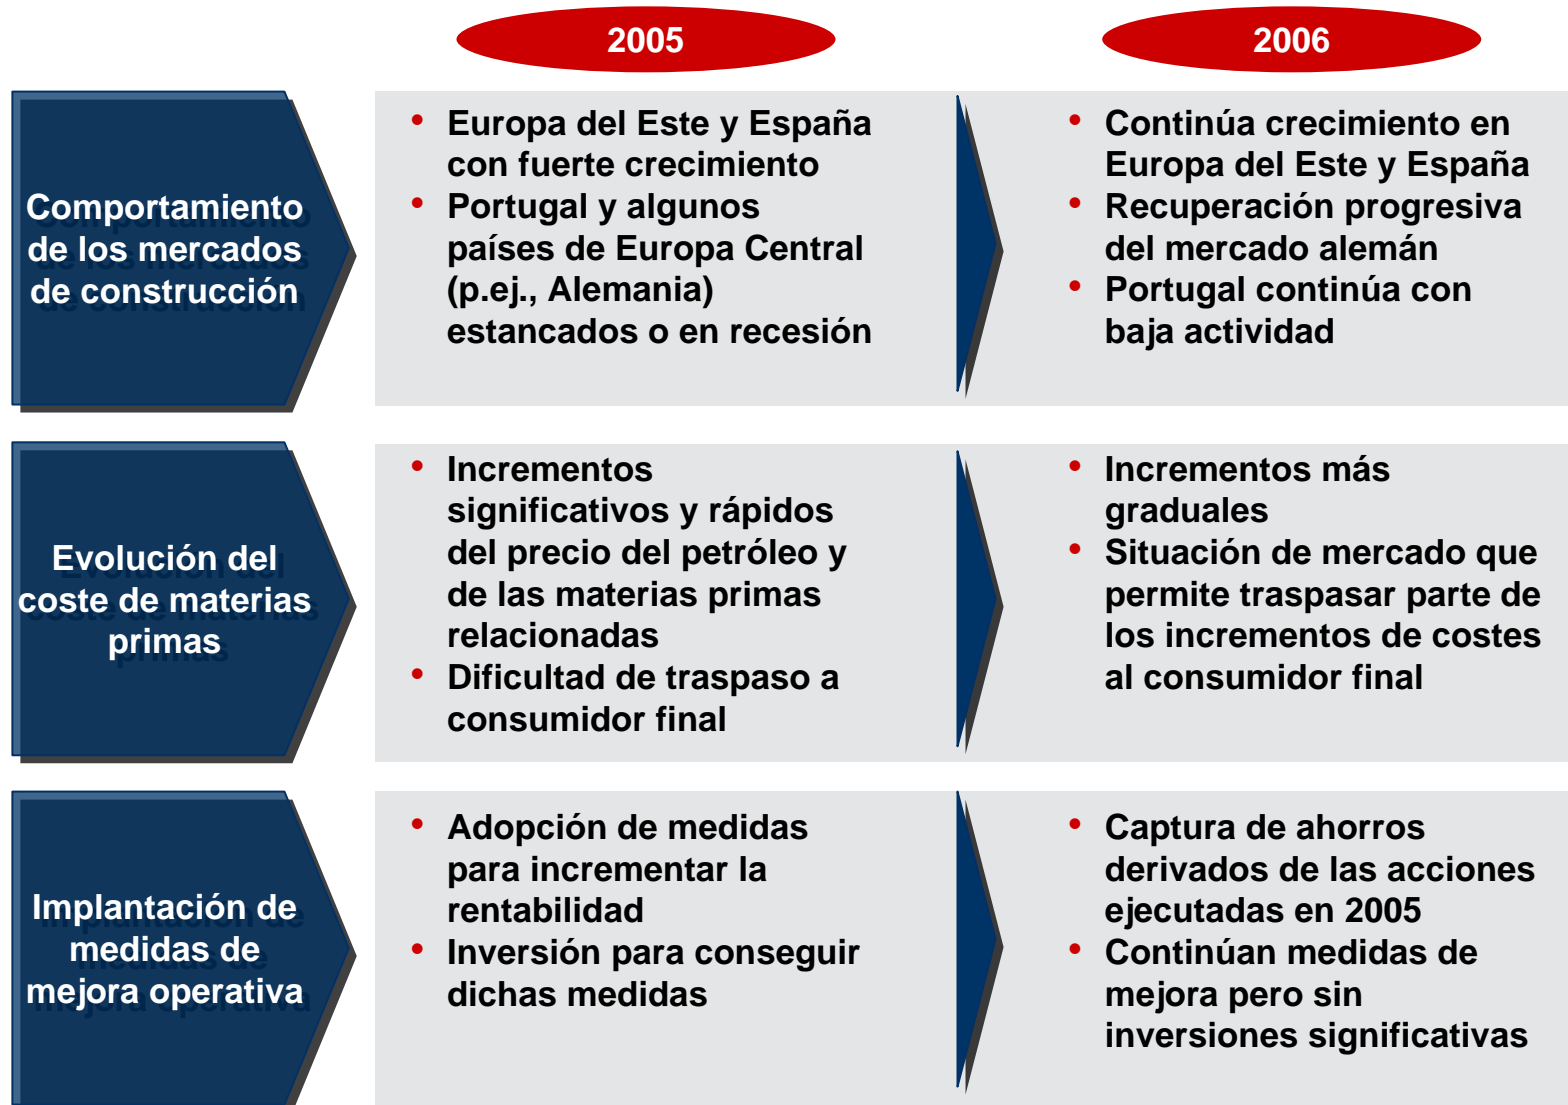 2005
2006
Comportamiento
de los mercados
de construcción
• Europa del Este y España
con fuerte crecimiento
• Portugal y algunos
países de Europa Central
(p.ej., Alemania)
estancados o en recesión
• Continúa crecimiento en
Europa del Este y España
• Recuperación progresiva
del mercado alemán
• Portugal continúa con
baja actividad
Evolución del
coste de materias
primas
• Incrementos
significativos y rápidos
del precio del petróleo y
de las materias primas
relacionadas
• Dificultad de traspaso a
consumidor final
• Incrementos más
graduales
• Situación de mercado que
permite traspasar parte de
los incrementos de costes
al consumidor final
Implantación de
medidas de
mejora operativa
• Adopción de medidas
para incrementar la
rentabilidad
• Inversión para conseguir
dichas medidas
• Captura de ahorros
derivados de las acciones
ejecutadas en 2005
• Continúan medidas de
mejora pero sin
inversiones significativas